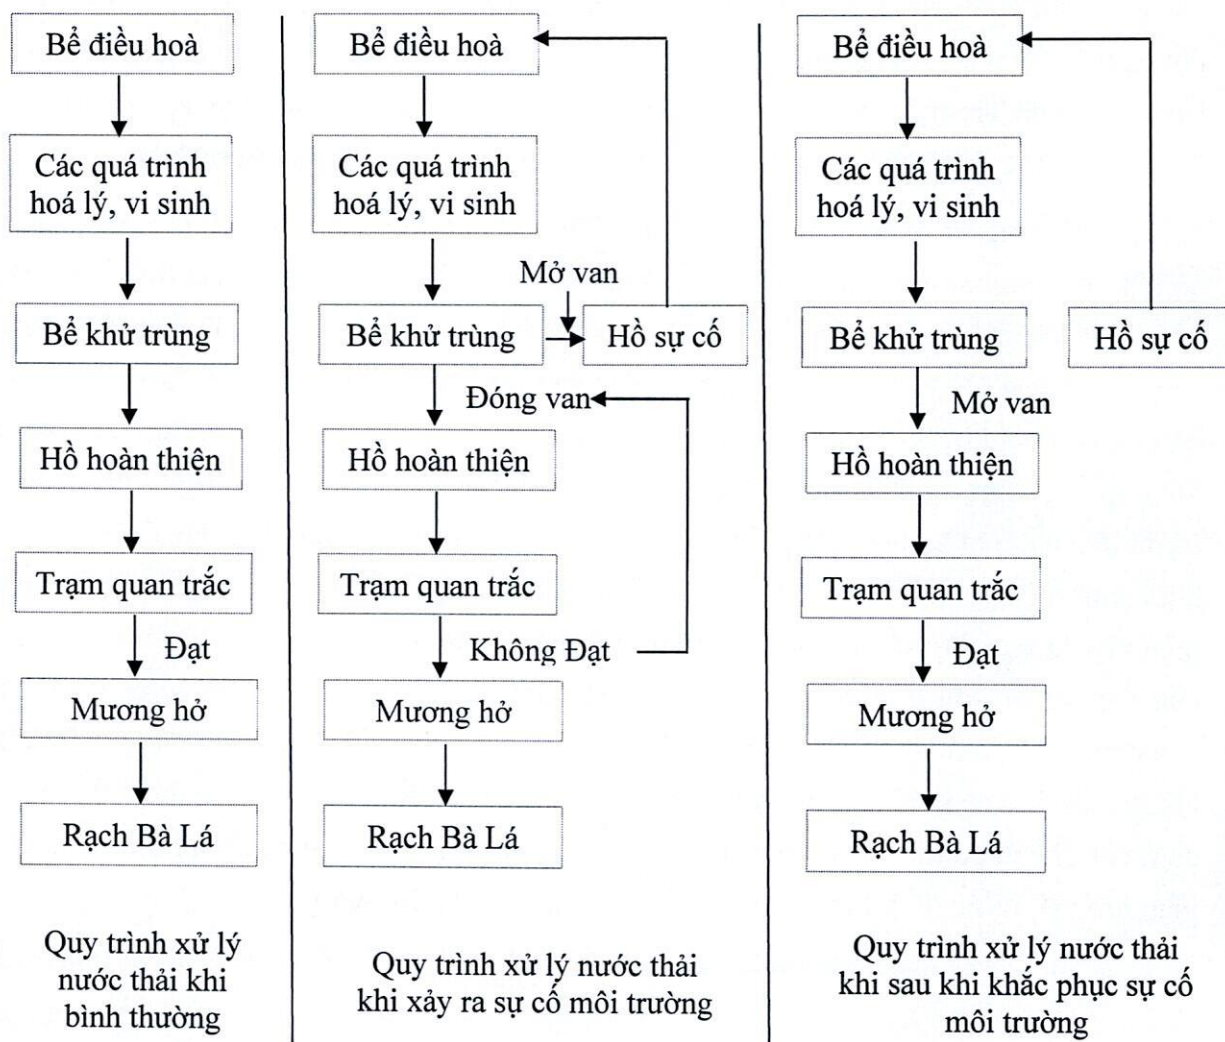 Bể điều hoà
Các quá trình
hoá lý, vi sinh
Bể khử trùng
Hồ hoàn thiện
Trạm quan trắc
Đạt
Mương hở
Rạch Bà Lá
Quy trình xử lý
nước thải khi
bình thường
Bể điều hoà
Các quá trình
hoá lý, vi sinh
Mở van
Bể khử trùng
Hồ sự cố
Đóng van
Hồ hoàn thiện
Trạm quan trắc
Không Đạt
Mương hở
Rạch Bà Lá
Quy trình xử lý nước thải
khi xảy ra sự cố môi trường
Bể điều hoà
Các quá trình
hoá lý, vi sinh
Bể khử trùng
Hồ sự cố
Mở van
Hồ hoàn thiện
Trạm quan trắc
Đạt
Mương hở
Rạch Bà Lá
Quy trình xử lý nước thải
khi sau khi khắc phục sự cố
môi trường